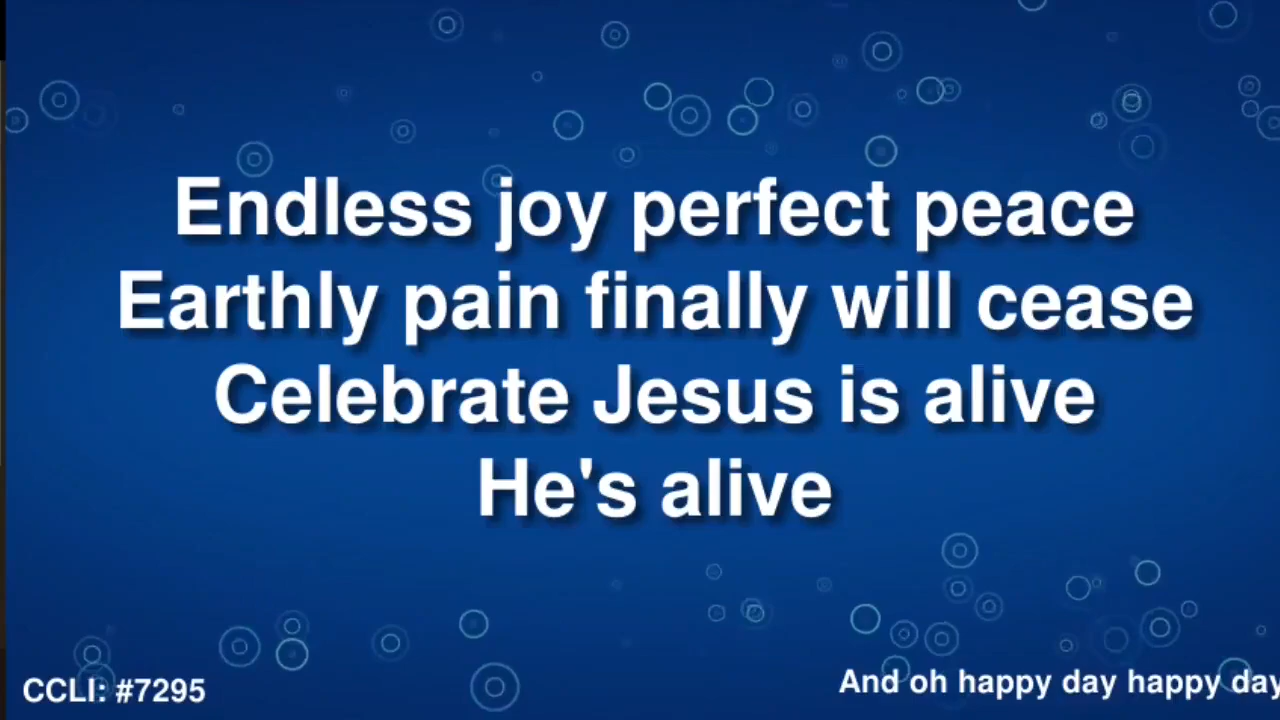 Endless joy perfect peace
Earthly pain finally will cease
Celebrate Jesus is alive
He's alive
CCLI: #7295
And oh happy day happy day